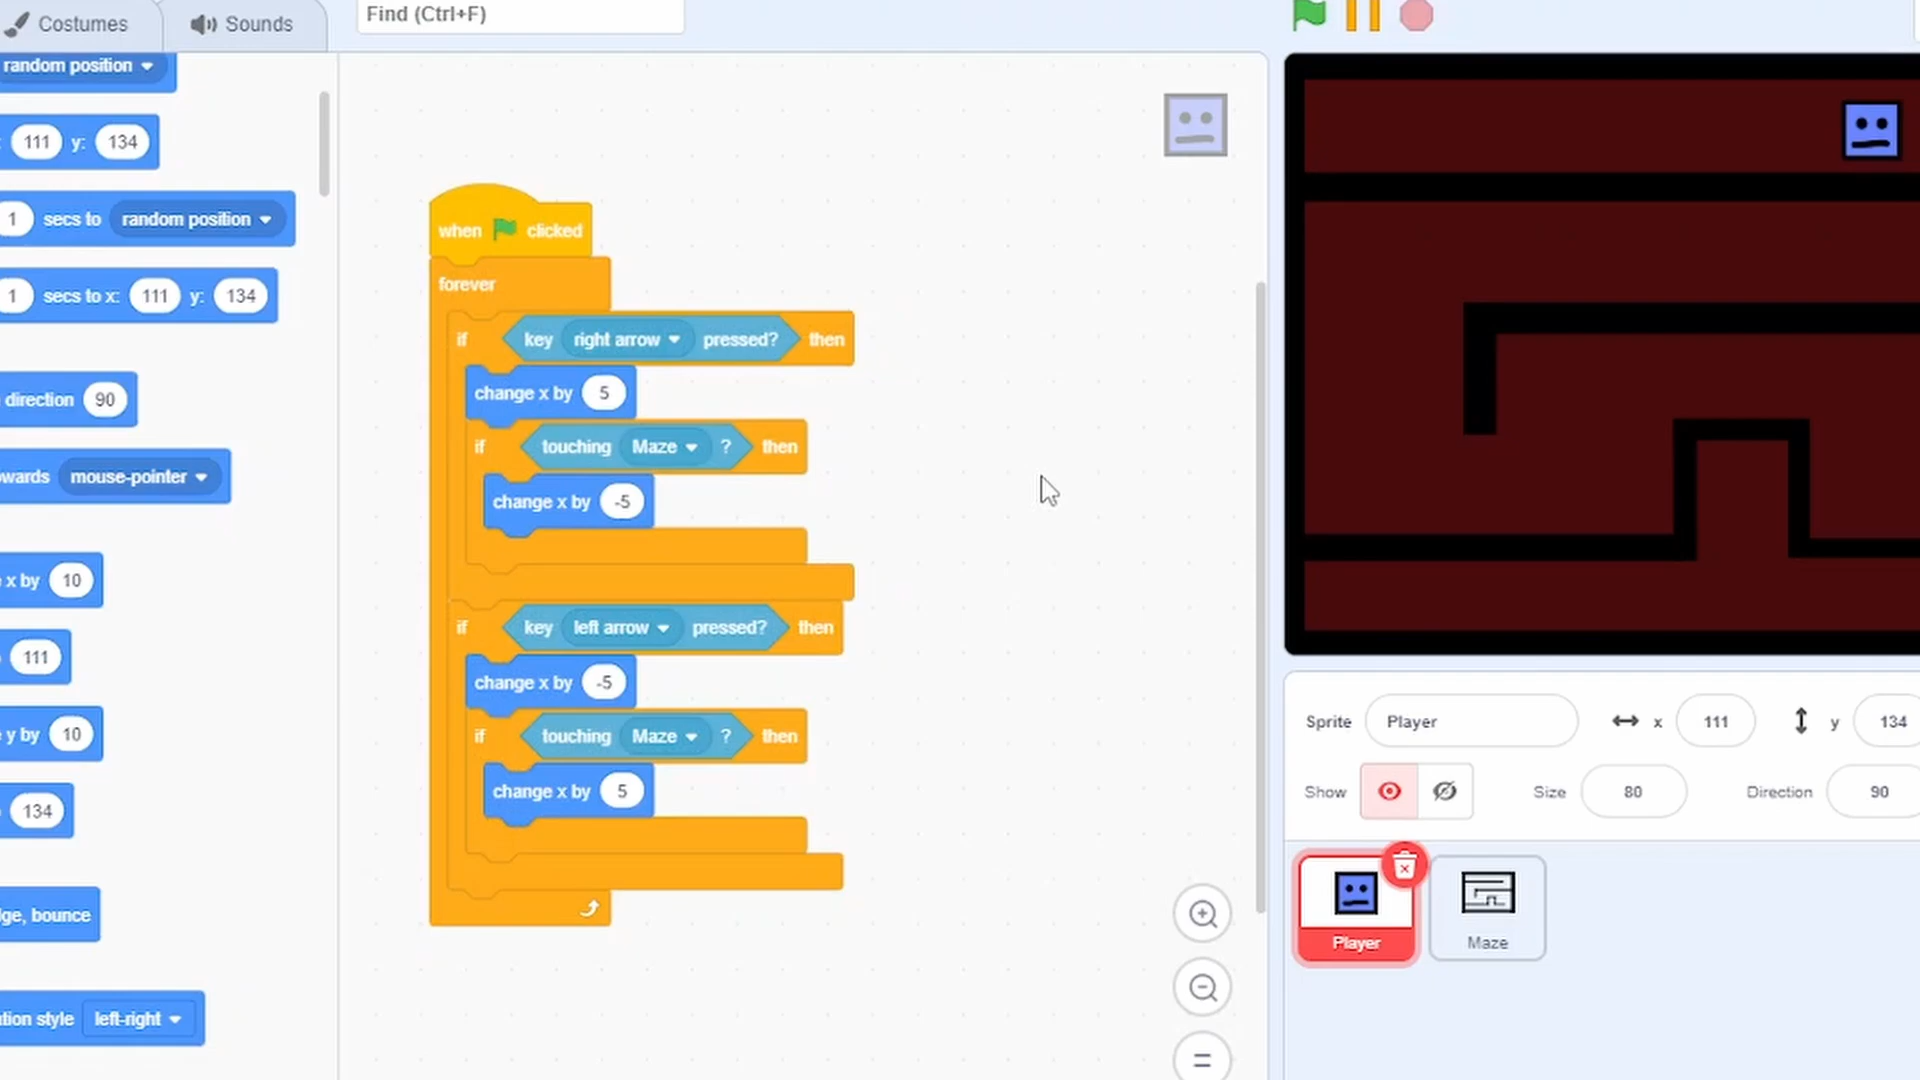 Costumes
Sounds
Find (Ctrl+F)
random position
111 y: 134
1 secs to random position
1 secs to x: 111 y: 134
direction 90
mouse-pointer
x by 10
111
y by 10
134
bounce
style left-right
when clicked
forever
if key right arrow pressed? then
change x by 5
if touching Maze ? then
change x by -5
if key left arrow pressed? then
change x by -5
if touching Maze ? then
change x by 5
Sprite Player x 111 y 134
Show Size 80 Direction 90
Player
Maze